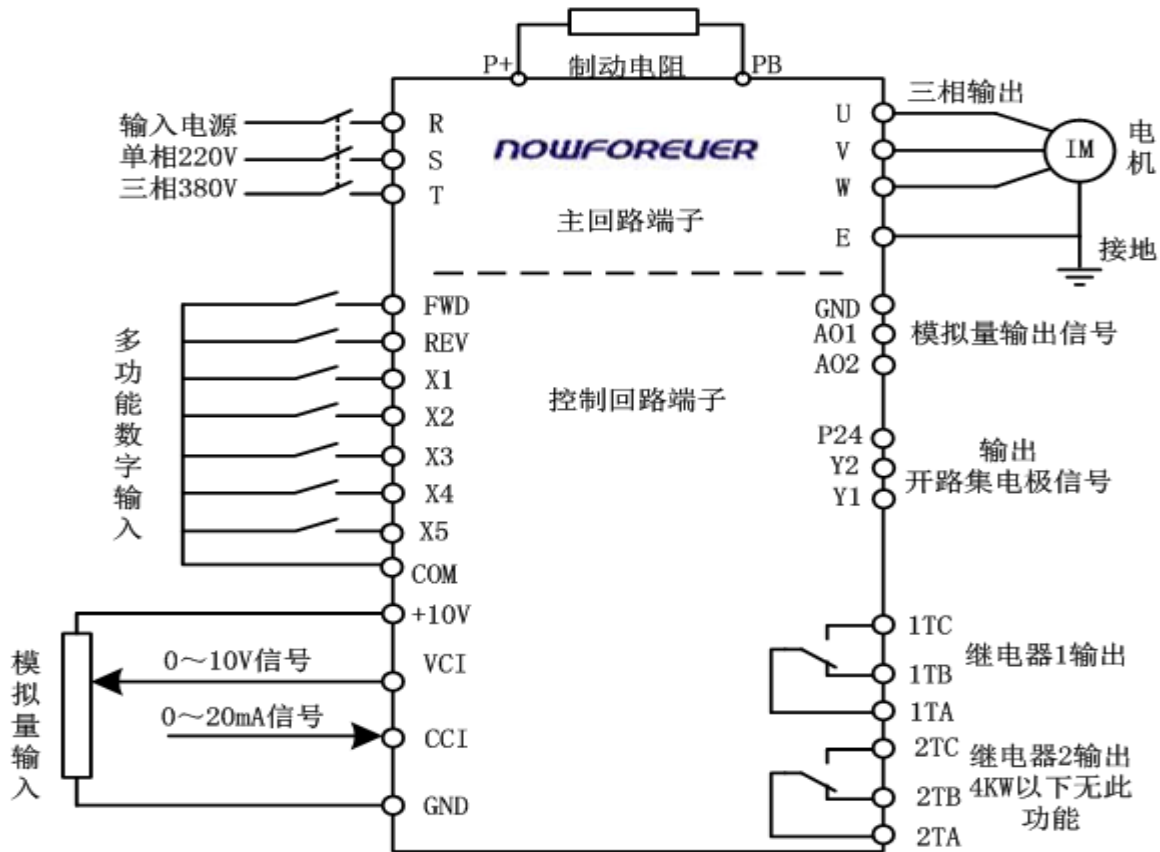 P+
制动电阻
PB
输入电源
单相220V
三相380V
R
S
T
NOWFOREUER
主回路端子
三相输出
U
V
W
E
IM
电机
接地
多功能数字输入
FWD
REV
X1
X2
X3
X4
X5
COM
控制回路端子
GND
AO1
AO2
模拟量输出信号
P24
Y2
Y1
输出
开路集电极信号
模拟量输入
+10V
0～10V信号
VCI
0～20mA信号
CCI
GND
1TC
1TB
1TA
继电器1输出
2TC
2TB
2TA
继电器2输出
4KW以下无此
功能